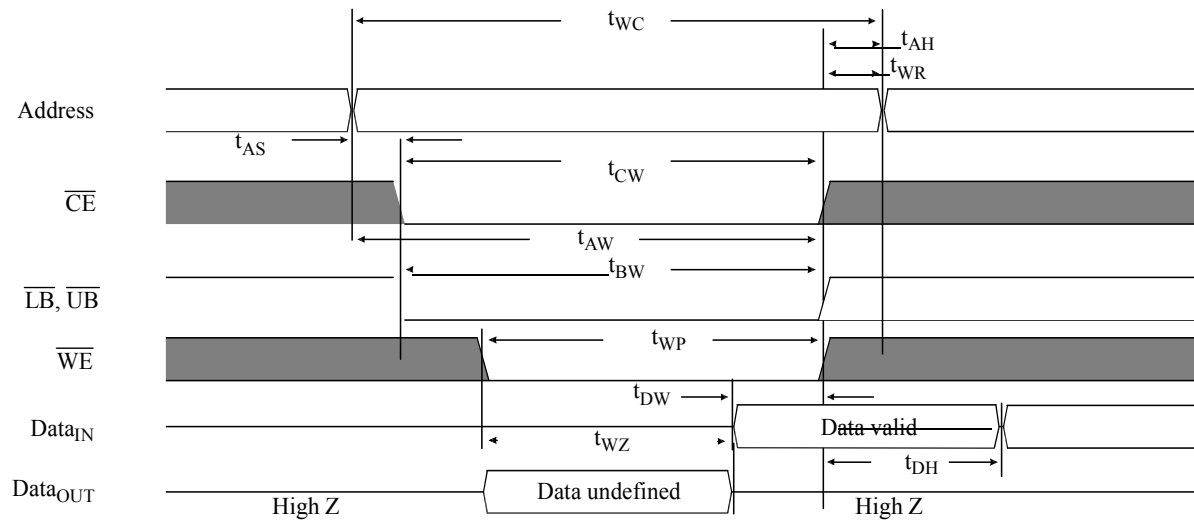 tWC
tAH
tWR
Address
tAS
tCW
CE
tAW
tBW
LB, UB
tWP
WE
tDW
DataIN
Data valid
tWZ
tDH
DataOUT
Data undefined
High Z
High Z